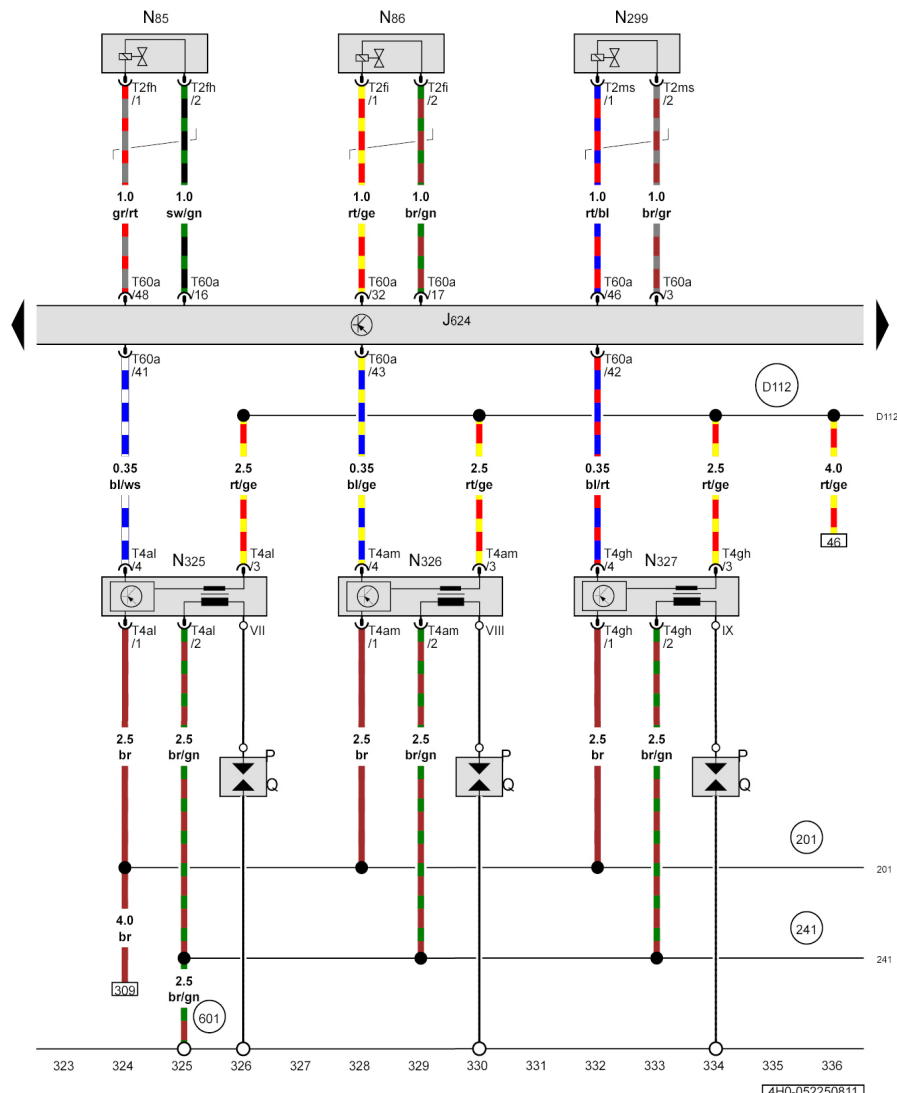 N85 N86 N299
T2fh /1 T2fh /2 T2fi /1 T2fi /2 T2ms /1 T2ms /2
1.0 gr/rt 1.0 sw/gn 1.0 rt/ge 1.0 br/gn 1.0 rt/bl 1.0 br/gr
T60a /48 T60a /16 T60a /32 T60a /17 T60a /46 T60a /3
J624
T60a /41 T60a /43 T60a /42
D112
D112
0.35 bl/ws 2.5 rt/ge 0.35 bl/ge 2.5 rt/ge 0.35 bl/rt 2.5 rt/ge 4.0 rt/ge
46
T4al /4 N325 T4al /3 T4am /4 N326 T4am /3 T4gh /4 N327 T4gh /3
T4al /1 T4al /2 VII T4am /1 T4am /2 VIII T4gh /1 T4gh /2 IX
2.5 br 2.5 br/gn 2.5 br 2.5 br/gn 2.5 br 2.5 br/gn
P P P
Q Q Q
201
201
4.0 br
241
241
309
2.5 br/gn
601
323 324 325 326 327 328 329 330 331 332 333 334 335 336
4H0-052250811